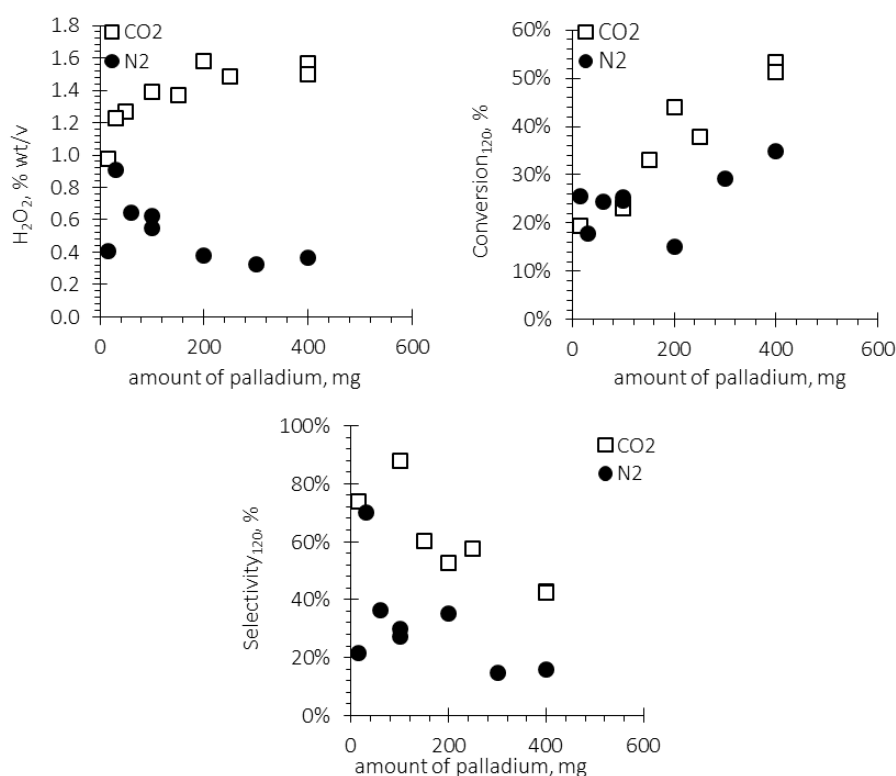 H₂O₂, % wt/v
1.8
1.6
1.4
1.2
1.0
0.8
0.6
0.4
0.2
0.0
CO2
N2
0
200
400
600
amount of palladium, mg
Conversion₁₂₀, %
60%
50%
40%
30%
20%
10%
0%
CO2
N2
0
200
400
600
amount of palladium, mg
Selectivity₁₂₀, %
100%
80%
60%
40%
20%
0%
CO2
N2
0
200
400
600
amount of palladium, mg